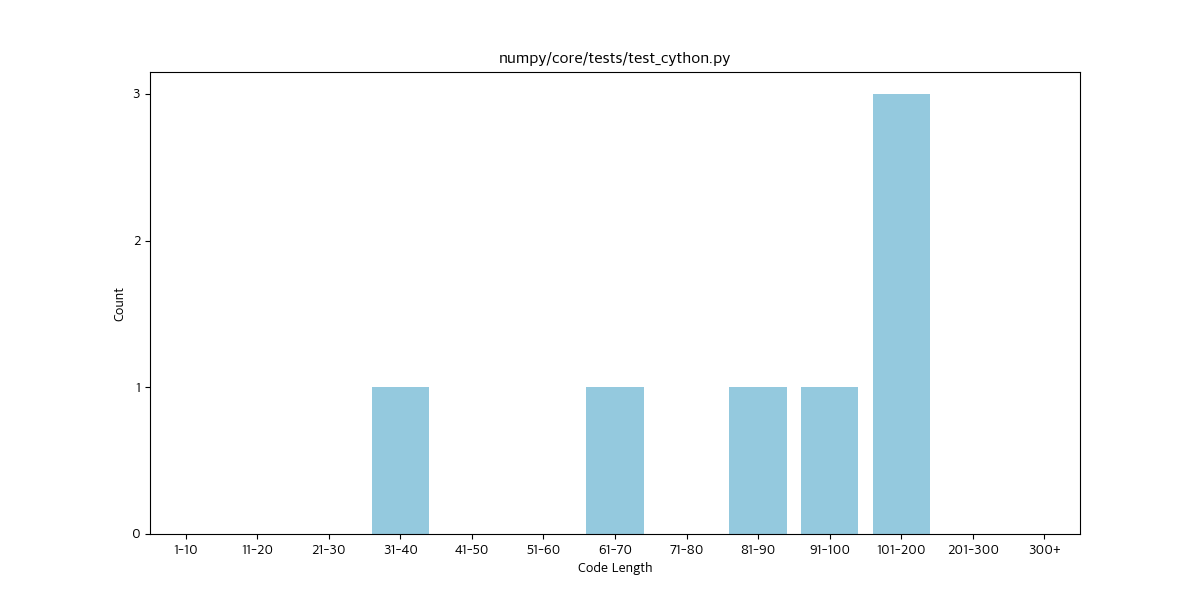 numpy/core/tests/test_cython.py
3
2
1
0
Count
1-10 11-20 21-30 31-40 41-50 51-60 61-70 71-80 81-90 91-100 101-200 201-300 300+
Code Length